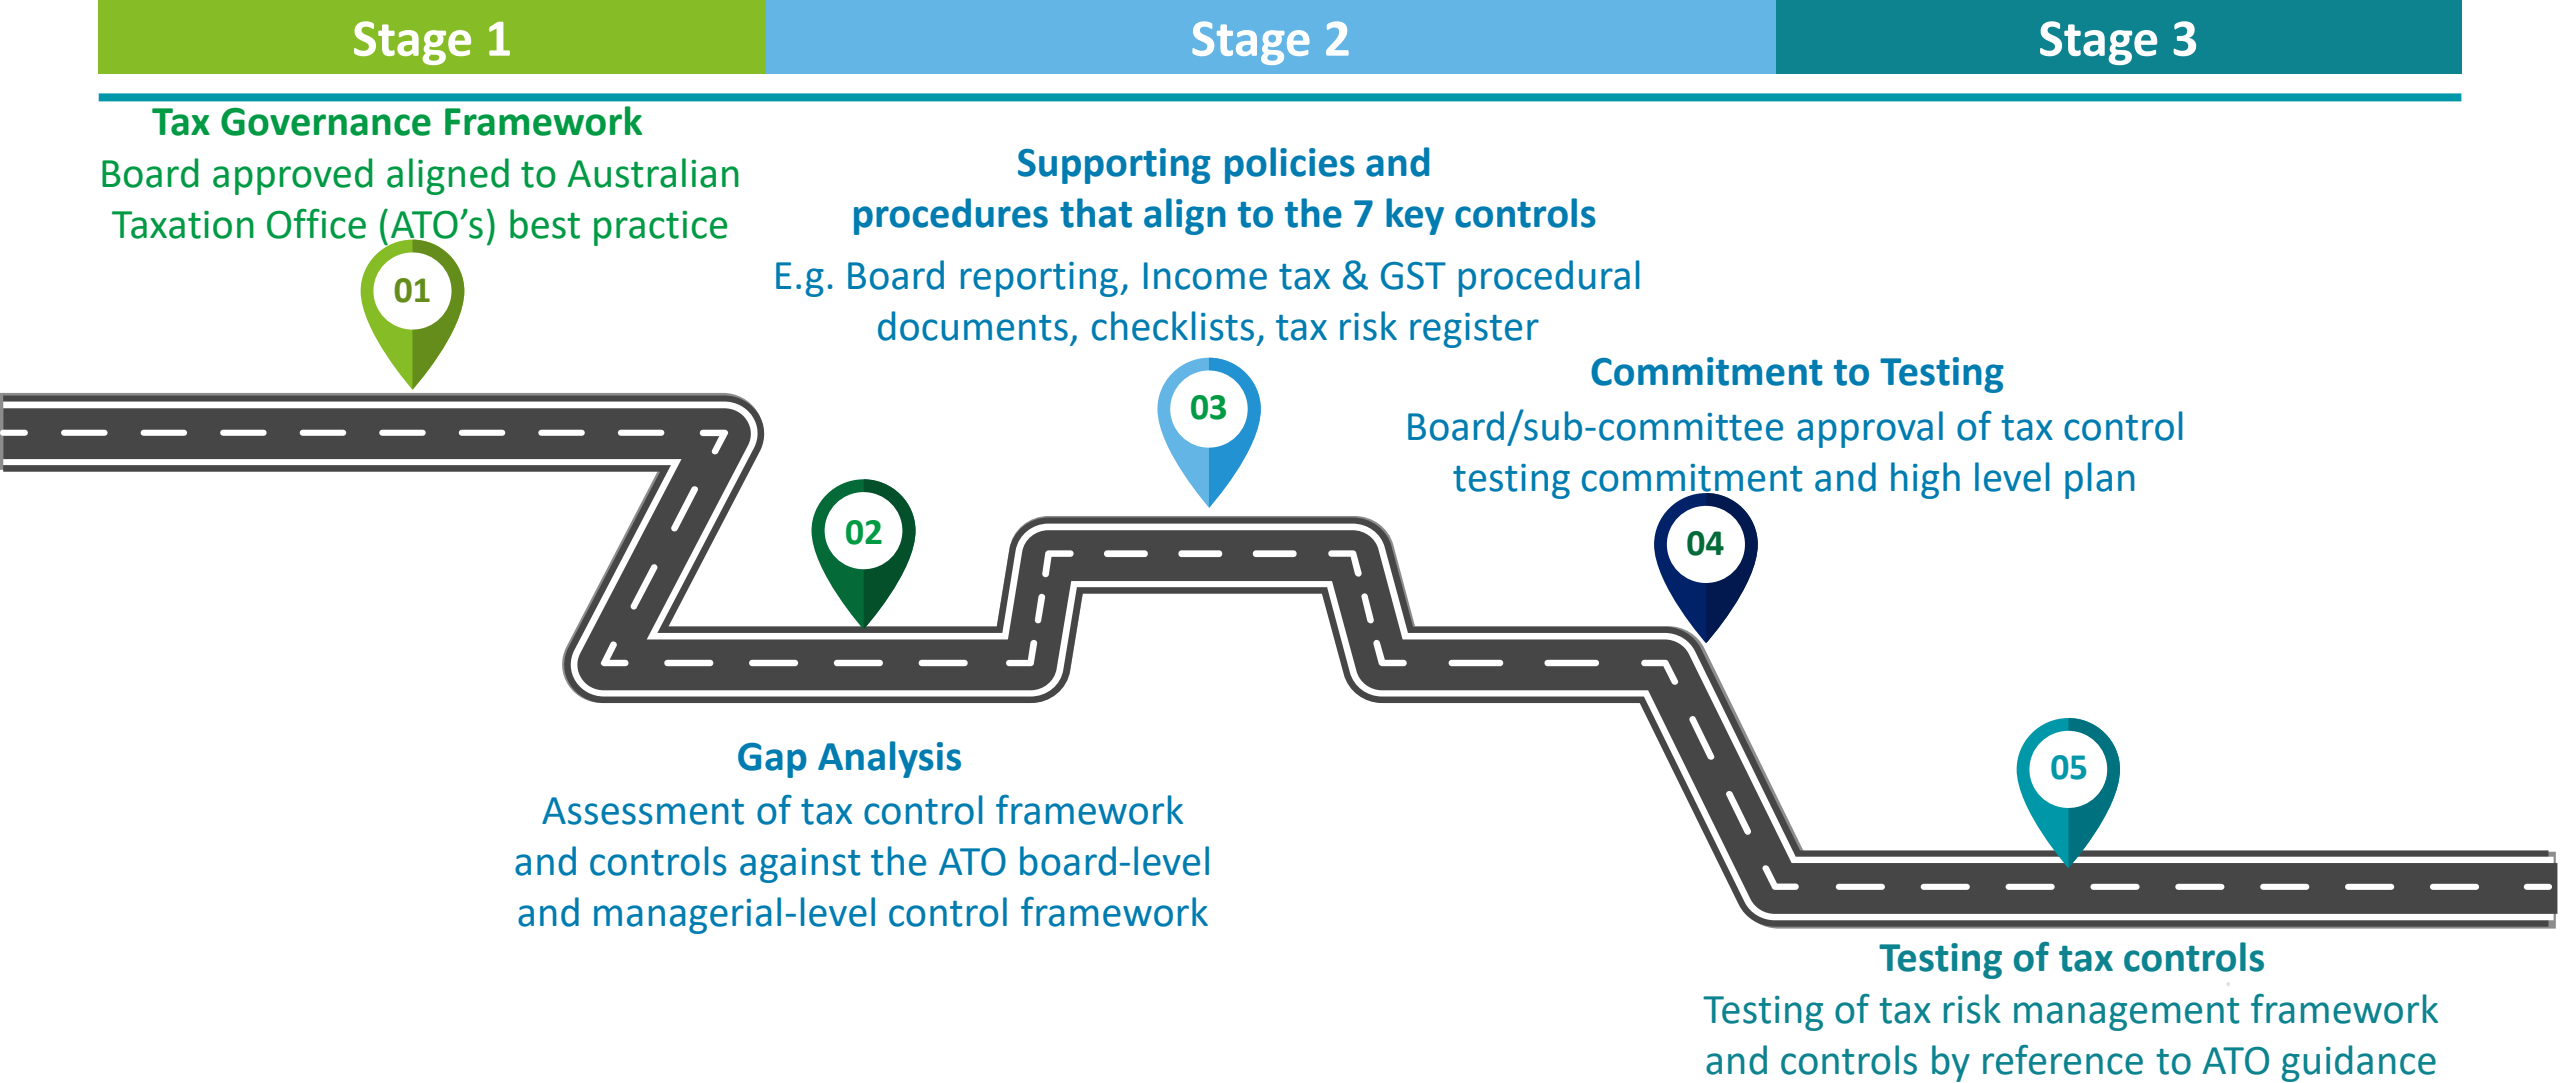 Stage 1
Stage 2
Stage 3
Tax Governance Framework
Board approved aligned to Australian
Taxation Office (ATO's) best practice
01
Supporting policies and
procedures that align to the 7 key controls
E.g. Board reporting, Income tax & GST procedural
documents, checklists, tax risk register
03
Commitment to Testing
Board/sub-committee approval of tax control
testing commitment and high level plan
04
02
Gap Analysis
Assessment of tax control framework
and controls against the ATO board-level
and managerial-level control framework
05
Testing of tax controls
Testing of tax risk management framework
and controls by reference to ATO guidance